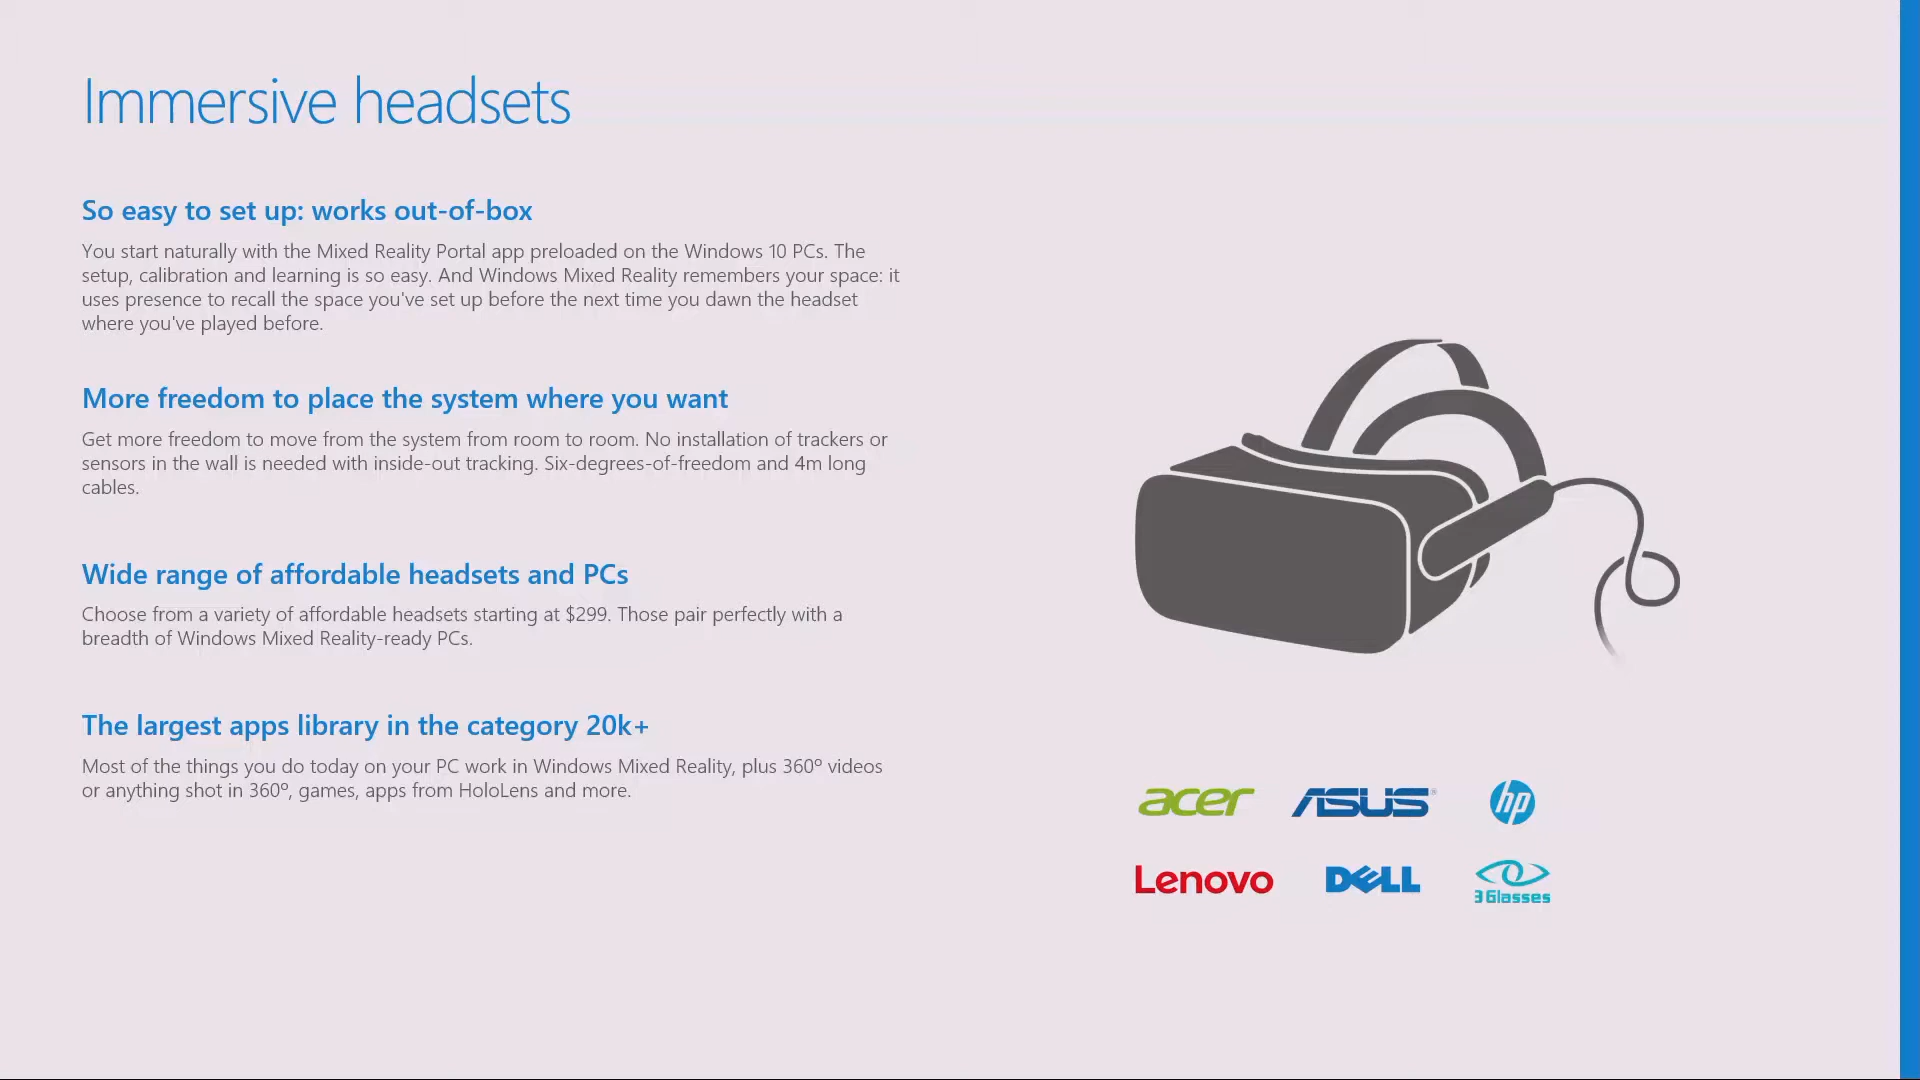 Immersive headsets
So easy to set up: works out-of-box
You start naturally with the Mixed Reality Portal app preloaded on the Windows 10 PCs. The
setup, calibration and learning is so easy. And Windows Mixed Reality remembers your space: it
uses presence to recall the space you've set up before the next time you dawn the headset
where you've played before.
More freedom to place the system where you want
Get more freedom to move from the system from room to room. No installation of trackers or
sensors in the wall is needed with inside-out tracking. Six-degrees-of-freedom and 4m long
cables.
Wide range of affordable headsets and PCs
Choose from a variety of affordable headsets starting at $299. Those pair perfectly with a
breadth of Windows Mixed Reality-ready PCs.
The largest apps library in the category 20k+
Most of the things you do today on your PC work in Windows Mixed Reality, plus 360º videos
or anything shot in 360º, games, apps from HoloLens and more.
acer ASUS hp
Lenovo DELL 3Glasses